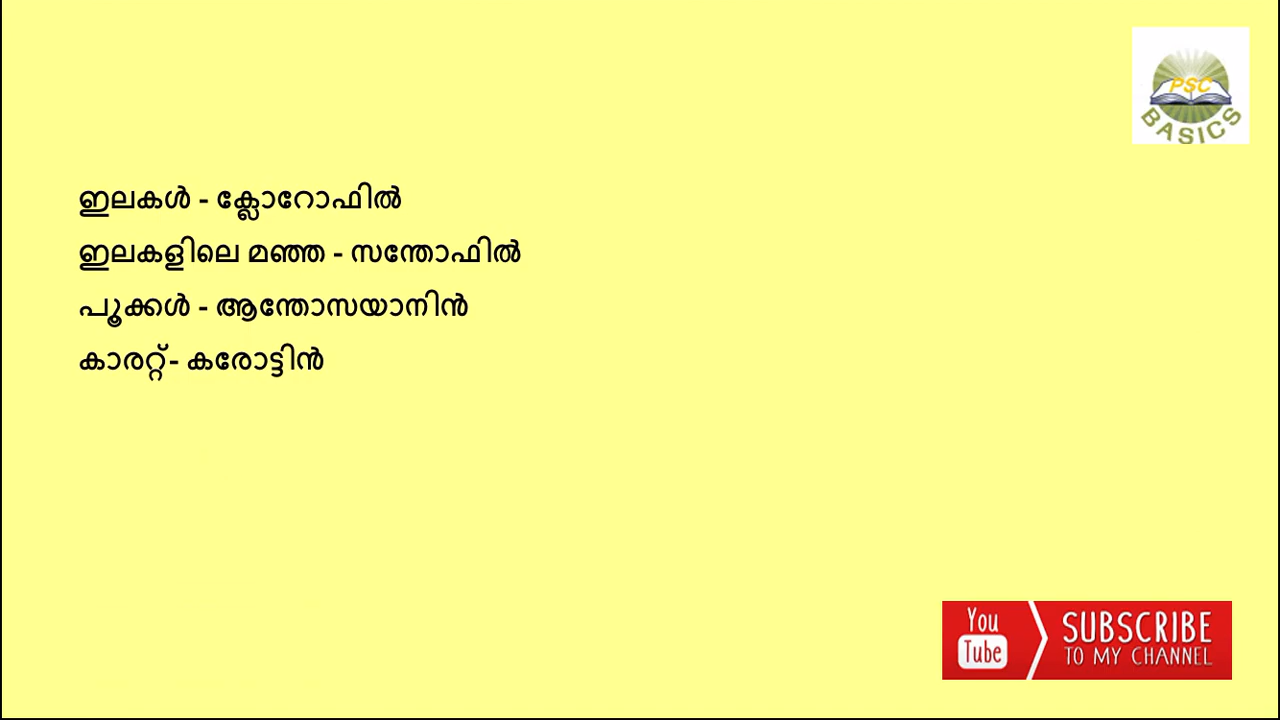 PSC
BASICS
ഇലകൾ - ക്ലോറോഫിൽ
ഇലകളിലെ മഞ്ഞ - സന്തോഫിൽ
പൂക്കൾ - ആന്തോസയാനിൻ
കാരറ്റ്- കരോട്ടിൻ
You
Tube
SUBSCRIBE
TO MY CHANNEL